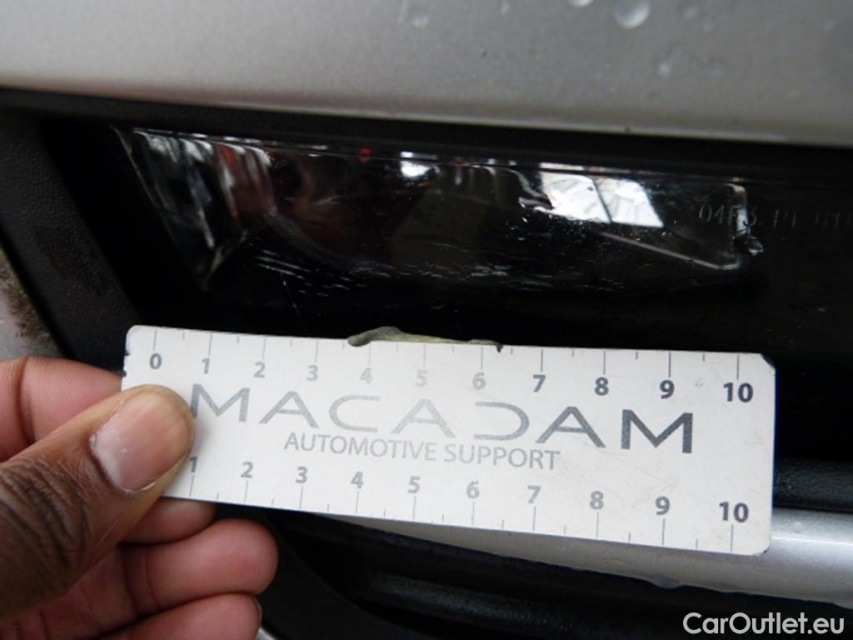 0 1 2 3 4 5 6 7 8 9 10
MACADAM
AUTOMOTIVE SUPPORT
1 2 3 4 5 6 7 8 9 10
CarOutlet.eu